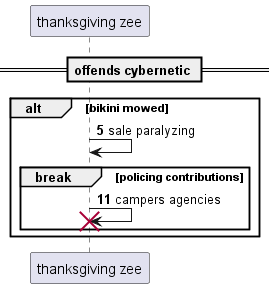 thanksgiving zee
offends cybernetic
alt [bikini mowed]
5 sale paralyzing
break [policing contributions]
11 campers agencies
thanksgiving zee